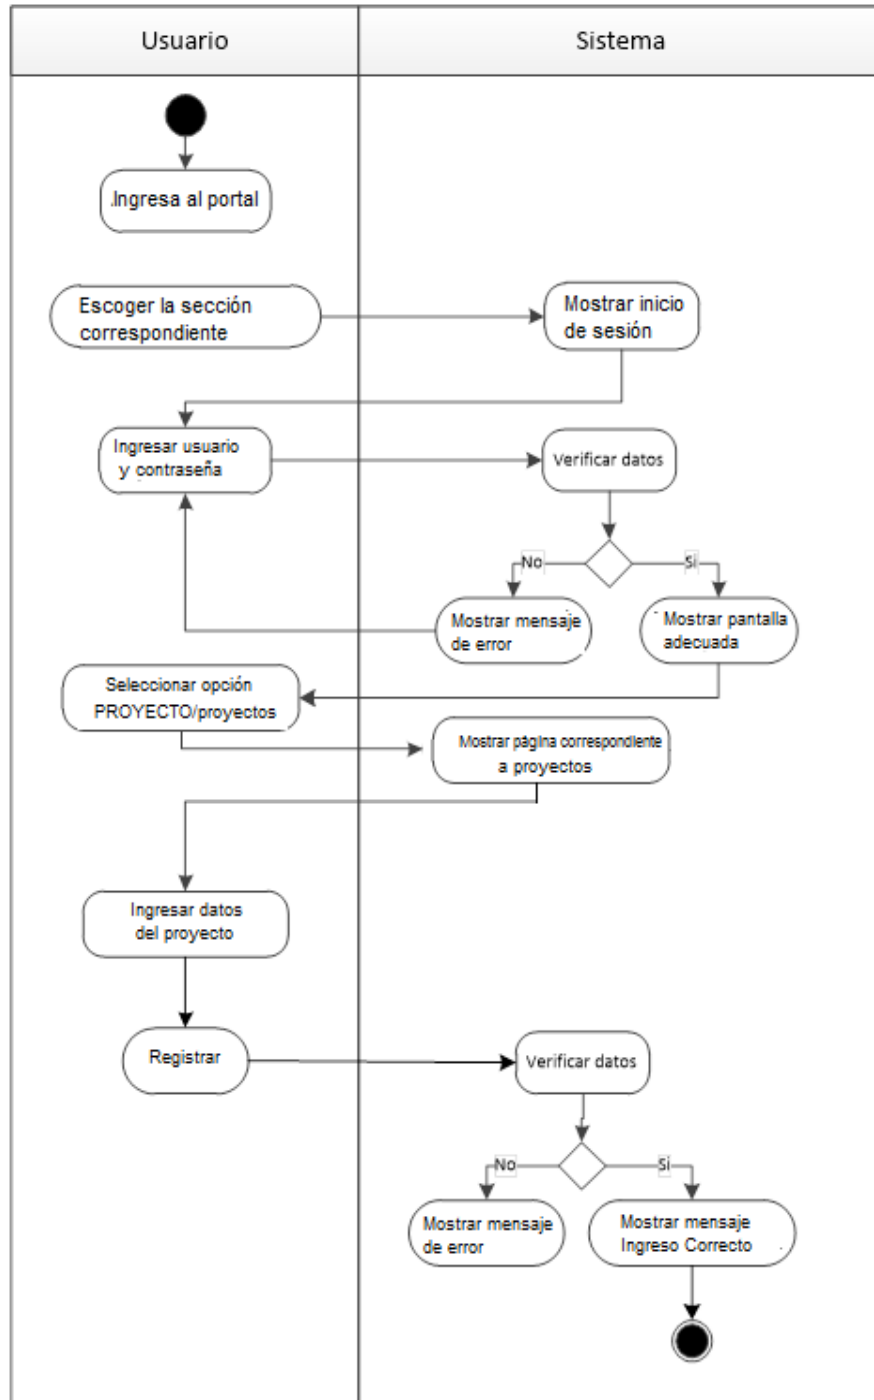 Usuario
Sistema
.Ingresa al portal
Escoger la sección
correspondiente
Mostrar inicio
de sesión
Ingresar usuario
y contraseña
Verificar datos
No
Si
Mostrar mensaje
de error
Mostrar pantalla
adecuada
Seleccionar opción
PROYECTO/proyectos
Mostrar página correspondiente
a proyectos
Ingresar datos
del proyecto
Registrar
Verificar datos
No
Si
Mostrar mensaje
de error
Mostrar mensaje
Ingreso Correcto